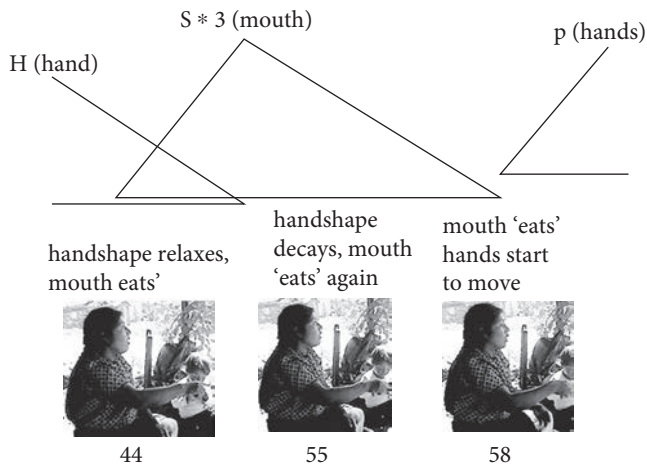 S * 3 (mouth)
p (hands)
H (hand)
handshape relaxes,
mouth eats’
handshape
decays, mouth
‘eats’ again
mouth ‘eats’
hands start
to move
44
55
58